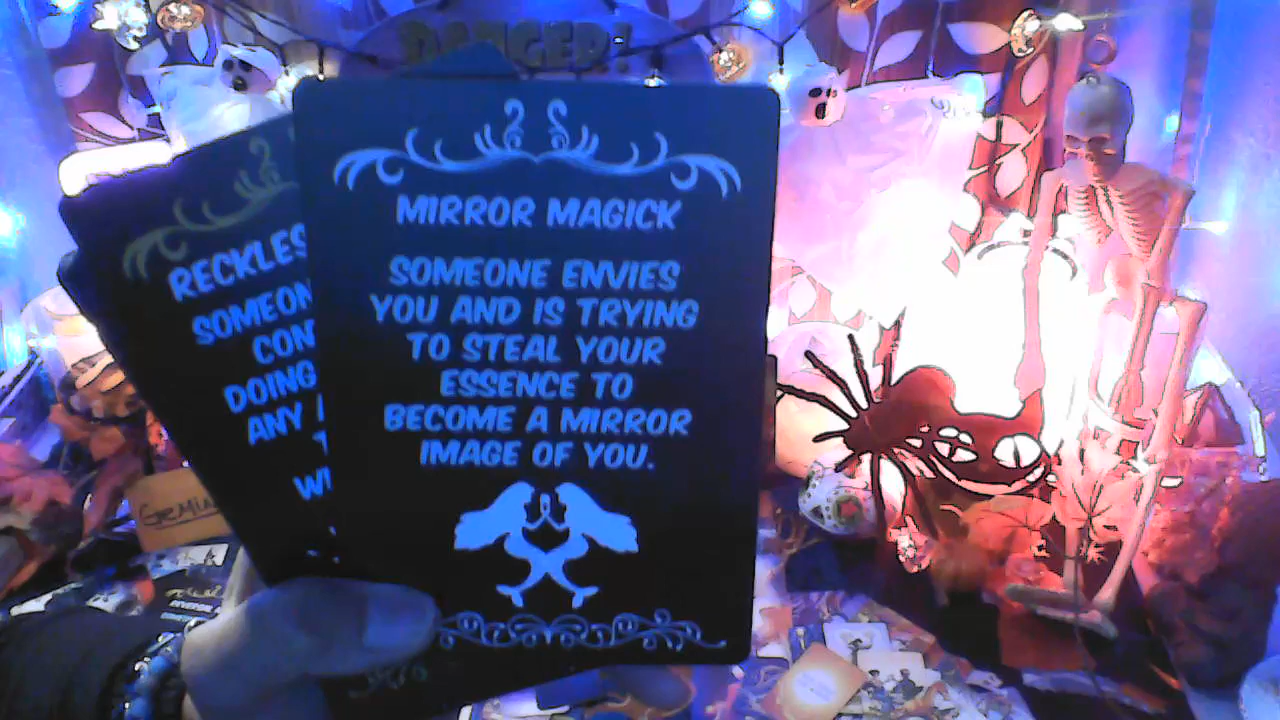 DANGER!
MIRROR MAGICK
SOMEONE ENVIES
YOU AND IS TRYING
TO STEAL YOUR
ESSENCE TO
BECOME A MIRROR
IMAGE OF YOU.
RECKLES
SOMEON
CON
DOING
ANY
WI
GEMINI